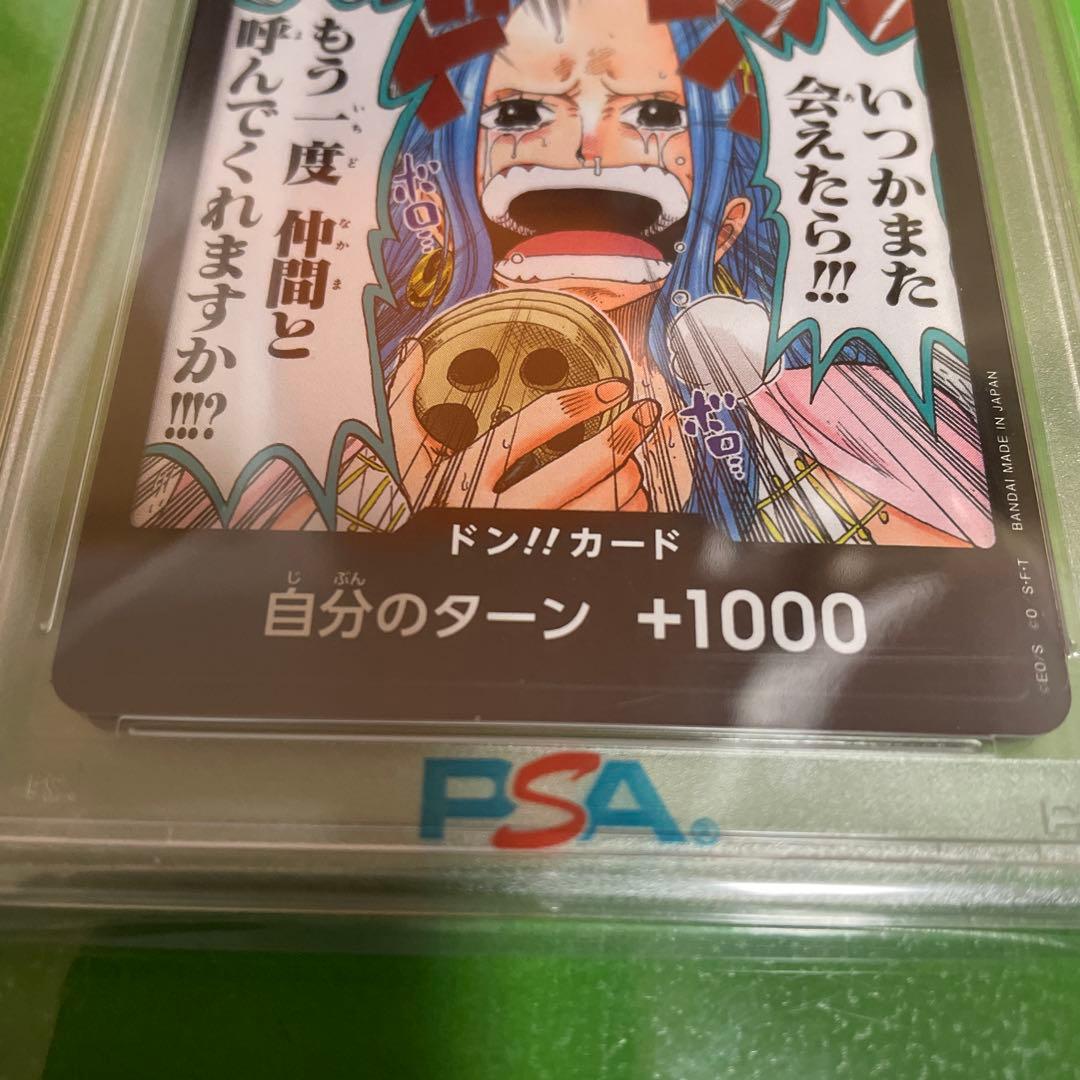 いつかまた
会えたら!!!
もう一度 仲間と
呼んでくれますか!!!?
ボロ…
ボロ…
ドン!! カード
自分のターン +1000
©EO/S ©O S・F・T BANDAI MADE IN JAPAN
PSA®